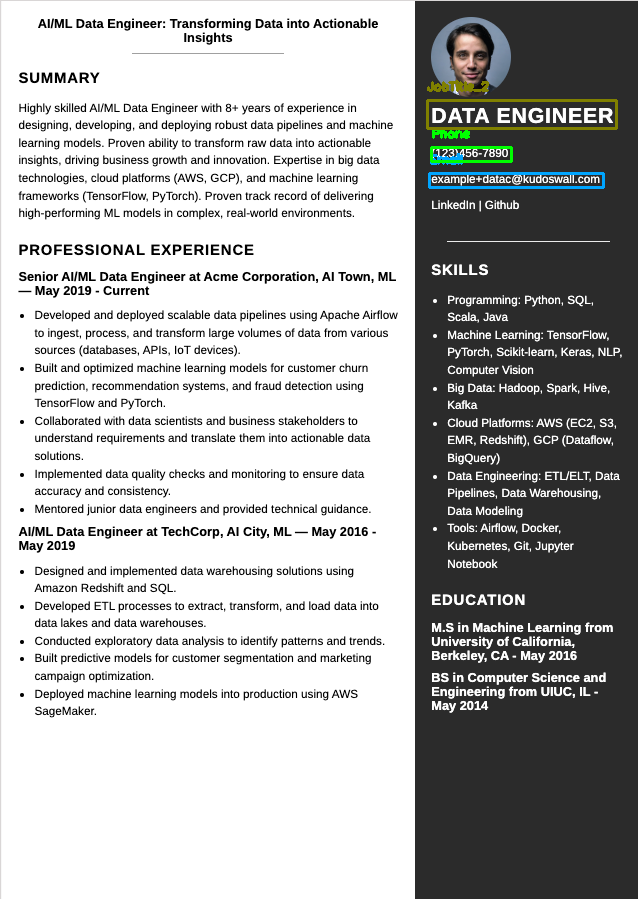 AI/ML Data Engineer: Transforming Data into Actionable
Insights
SUMMARY
Highly skilled AI/ML Data Engineer with 8+ years of experience in
designing, developing, and deploying robust data pipelines and machine
learning models. Proven ability to transform raw data into actionable
insights, driving business growth and innovation. Expertise in big data
technologies, cloud platforms (AWS, GCP), and machine learning
frameworks (TensorFlow, PyTorch). Proven track record of delivering
high-performing ML models in complex, real-world environments.
PROFESSIONAL EXPERIENCE
Senior AI/ML Data Engineer at Acme Corporation, AI Town, ML
— May 2019 - Current
• Developed and deployed scalable data pipelines using Apache Airflow
to ingest, process, and transform large volumes of data from various
sources (databases, APIs, IoT devices).
• Built and optimized machine learning models for customer churn
prediction, recommendation systems, and fraud detection using
TensorFlow and PyTorch.
• Collaborated with data scientists and business stakeholders to
understand requirements and translate them into actionable data
solutions.
• Implemented data quality checks and monitoring to ensure data
accuracy and consistency.
• Mentored junior data engineers and provided technical guidance.
AI/ML Data Engineer at TechCorp, AI City, ML — May 2016 -
May 2019
• Designed and implemented data warehousing solutions using
Amazon Redshift and SQL.
• Developed ETL processes to extract, transform, and load data into
data lakes and data warehouses.
• Conducted exploratory data analysis to identify patterns and trends.
• Built predictive models for customer segmentation and marketing
campaign optimization.
• Deployed machine learning models into production using AWS
SageMaker.
DATA ENGINEER
Phone
(123)456-7890
example+datac@kudoswall.com
LinkedIn | Github
SKILLS
• Programming: Python, SQL,
Scala, Java
• Machine Learning: TensorFlow,
PyTorch, Scikit-learn, Keras, NLP,
Computer Vision
• Big Data: Hadoop, Spark, Hive,
Kafka
• Cloud Platforms: AWS (EC2, S3,
EMR, Redshift), GCP (Dataflow,
BigQuery)
• Data Engineering: ETL/ELT, Data
Pipelines, Data Warehousing,
Data Modeling
• Tools: Airflow, Docker,
Kubernetes, Git, Jupyter
Notebook
EDUCATION
M.S in Machine Learning from
University of California,
Berkeley, CA - May 2016
BS in Computer Science and
Engineering from UIUC, IL -
May 2014